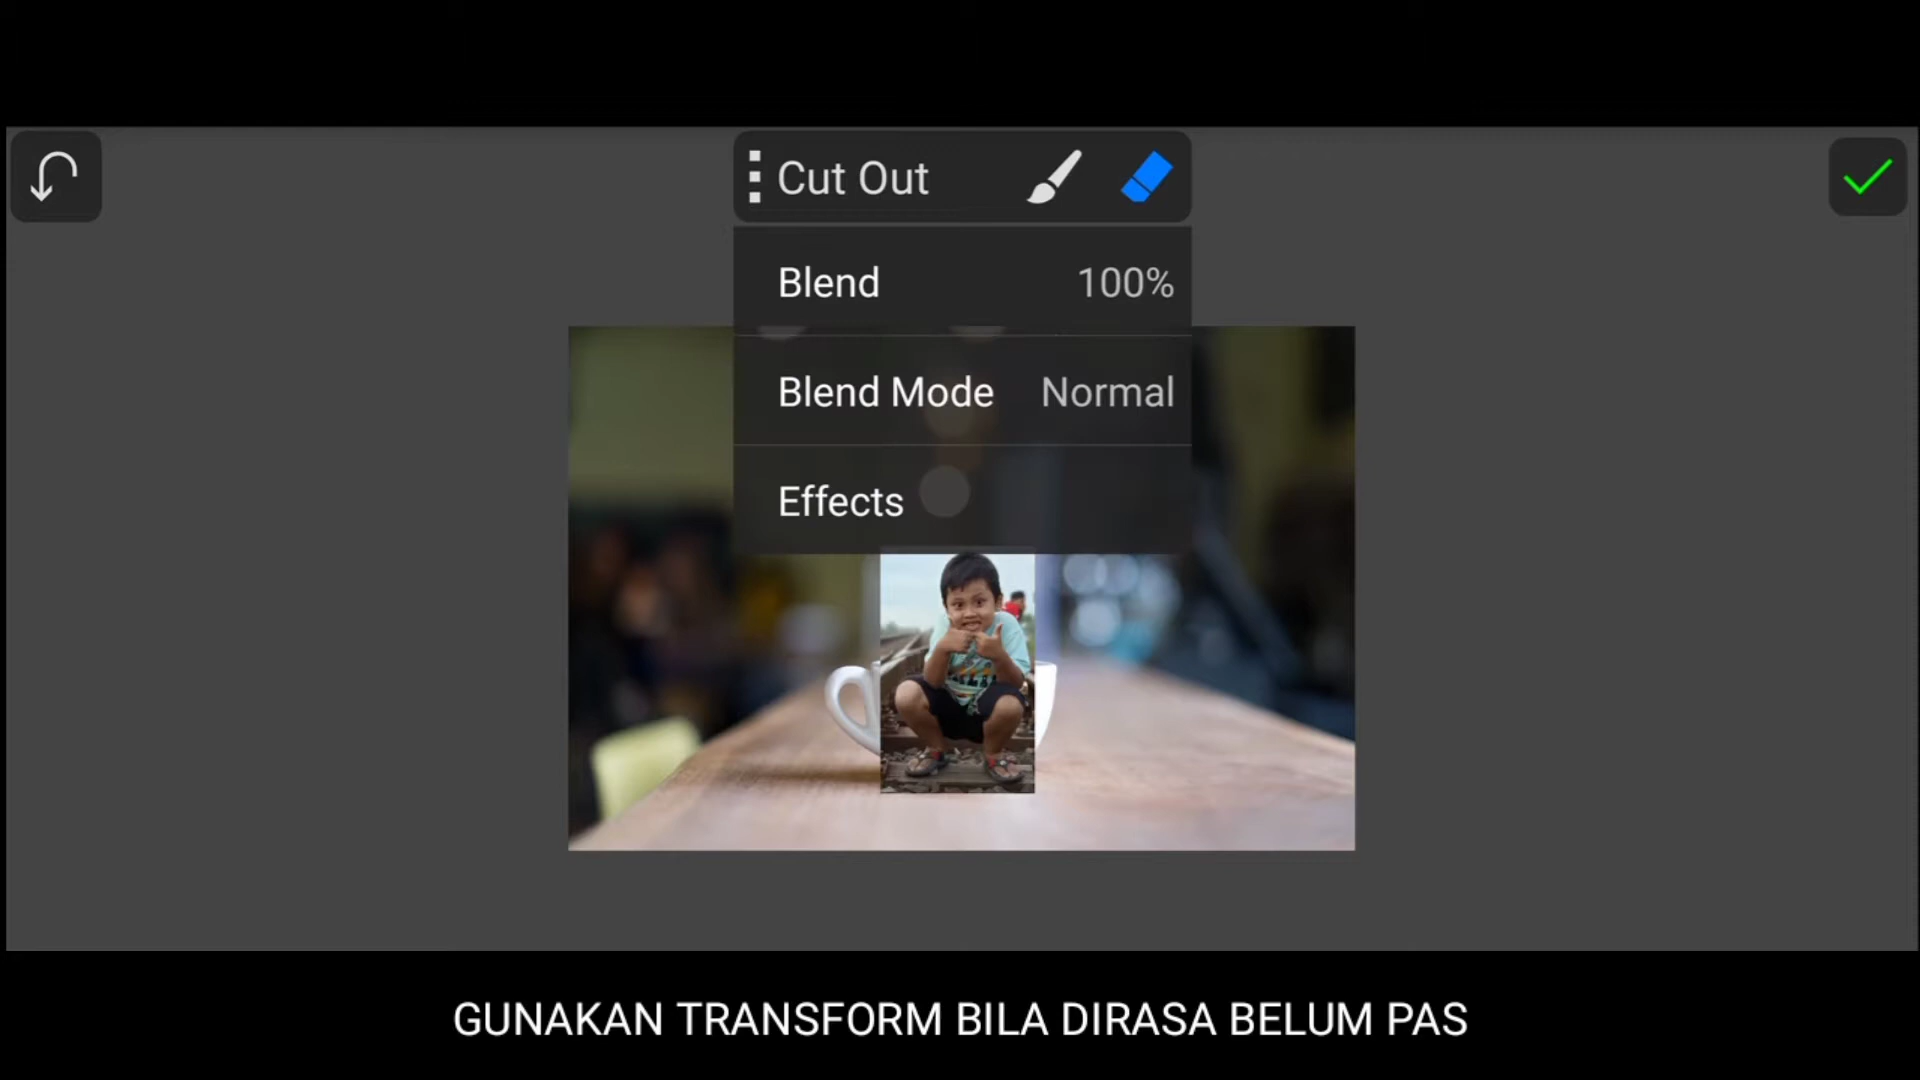 Cut Out
Blend 100%
Blend Mode Normal
Effects
GUNAKAN TRANSFORM BILA DIRASA BELUM PAS